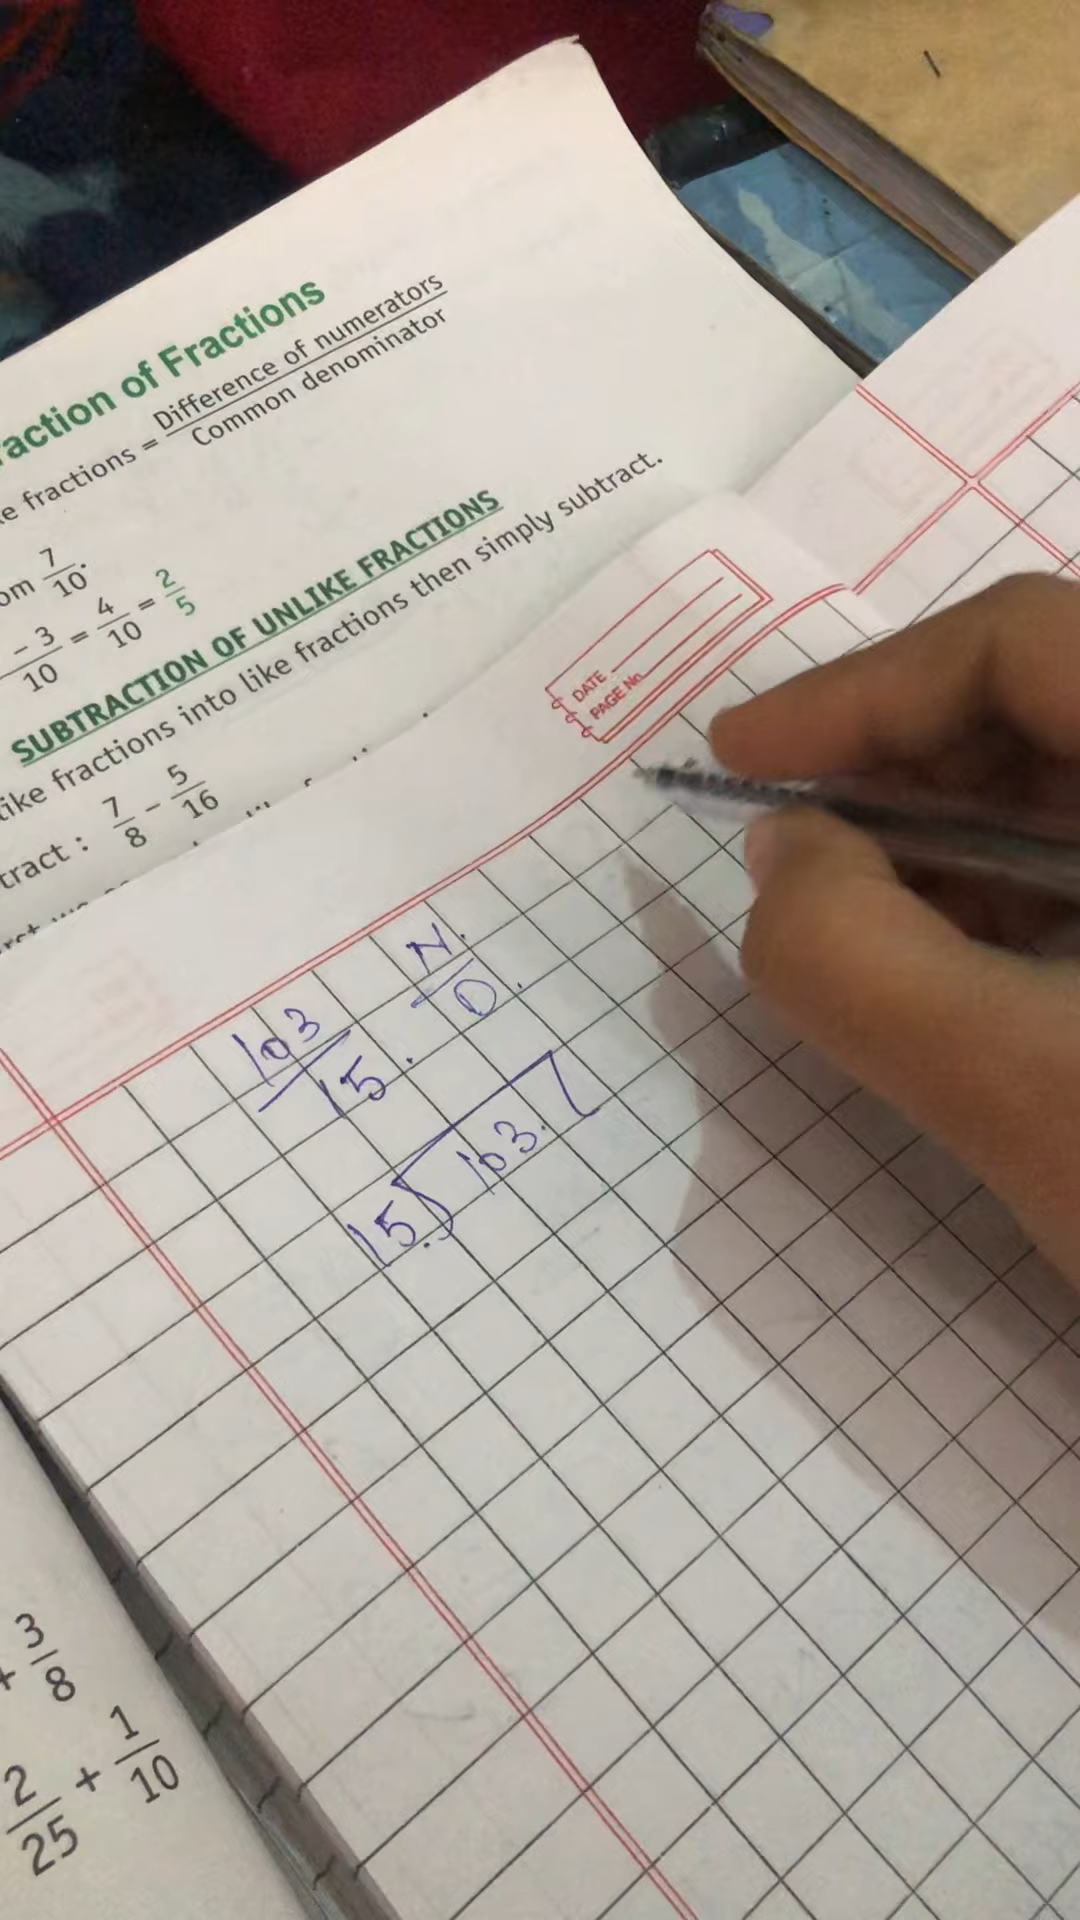 raction of Fractions
e fractions = Difference of numerators / Common denominator
om 7/10.
- 3/10 = 4/10 = 2/5
SUBTRACTION OF UNLIKE FRACTIONS
like fractions into like fractions then simply subtract.
tract : 7/8 - 5/16
DATE
PAGE No.
103/15. N./D.
15)103.(
+ 3/8
2/25 + 1/10